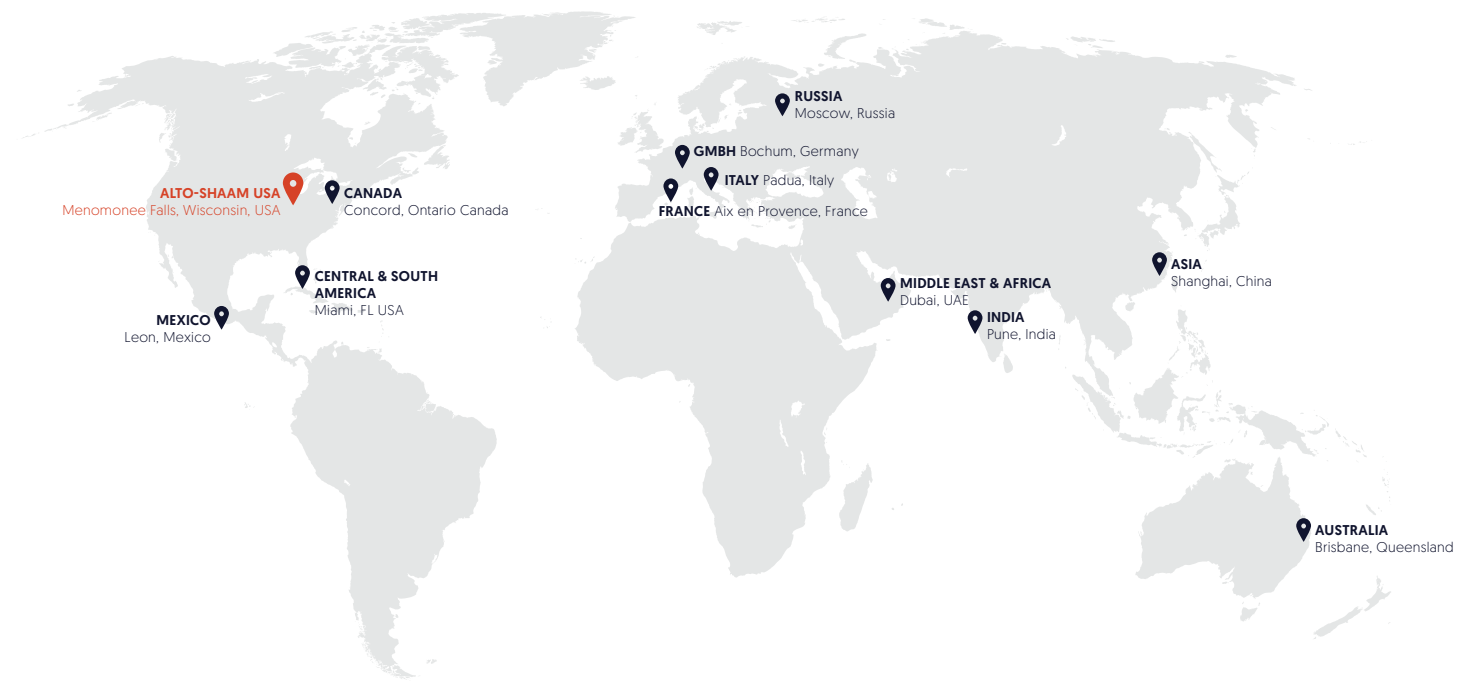 RUSSIA
Moscow, Russia
GMBH Bochum, Germany
ITALY Padua, Italy
ALTO-SHAAM USA
Menomonee Falls, Wisconsin, USA
CANADA
Concord, Ontario Canada
FRANCE Aix en Provence, France
ASIA
Shanghai, China
CENTRAL & SOUTH
AMERICA
Miami, FL USA
MIDDLE EAST & AFRICA
Dubai, UAE
MEXICO
Leon, Mexico
INDIA
Pune, India
AUSTRALIA
Brisbane, Queensland